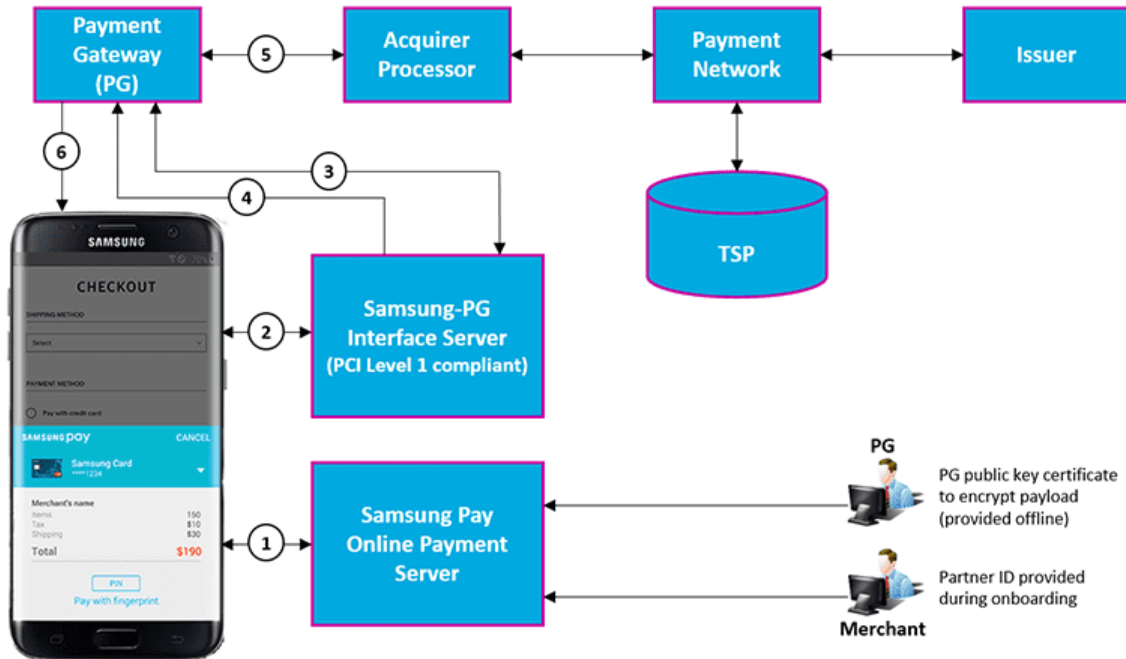 Payment
Gateway
(PG)
5
Acquirer
Processor
Payment
Network
Issuer
6
3
4
TSP
SAMSUNG
70%
CHECKOUT
SHIPPING METHOD
Select
PAYMENT METHOD
Pay with credit card
SAMSUNG pay
CANCEL
Samsung Card
****1234
Merchant's name
Items 150
Tax $10
Shipping $30
Total $190
PIN
Pay with fingerprint.
2
Samsung-PG
Interface Server
(PCI Level 1 compliant)
1
Samsung Pay
Online Payment
Server
PG
PG public key certificate
to encrypt payload
(provided offline)
Partner ID provided
during onboarding
Merchant